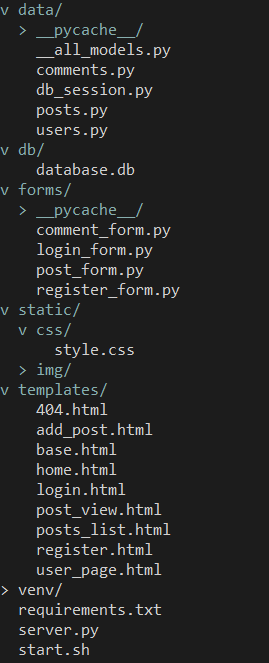 v data/
> __pycache__/
__all_models.py
comments.py
db_session.py
posts.py
users.py
v db/
database.db
v forms/
> __pycache__/
comment_form.py
login_form.py
post_form.py
register_form.py
v static/
v css/
style.css
> img/
v templates/
404.html
add_post.html
base.html
home.html
login.html
post_view.html
posts_list.html
register.html
user_page.html
> venv/
requirements.txt
server.py
start.sh